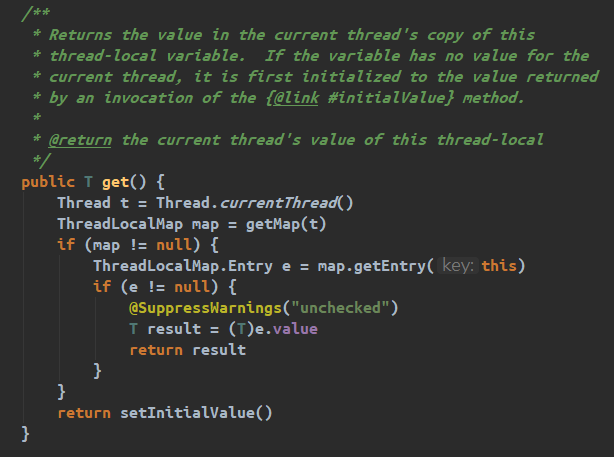 /**
 * Returns the value in the current thread's copy of this
 * thread-local variable.  If the variable has no value for the
 * current thread, it is first initialized to the value returned
 * by an invocation of the {@link #initialValue} method.
 *
 * @return the current thread's value of this thread-local
 */
public T get() {
    Thread t = Thread.currentThread()
    ThreadLocalMap map = getMap(t)
    if (map != null) {
        ThreadLocalMap.Entry e = map.getEntry( key: this)
        if (e != null) {
            @SuppressWarnings("unchecked")
            T result = (T)e.value
            return result
        }
    }
    return setInitialValue()
}